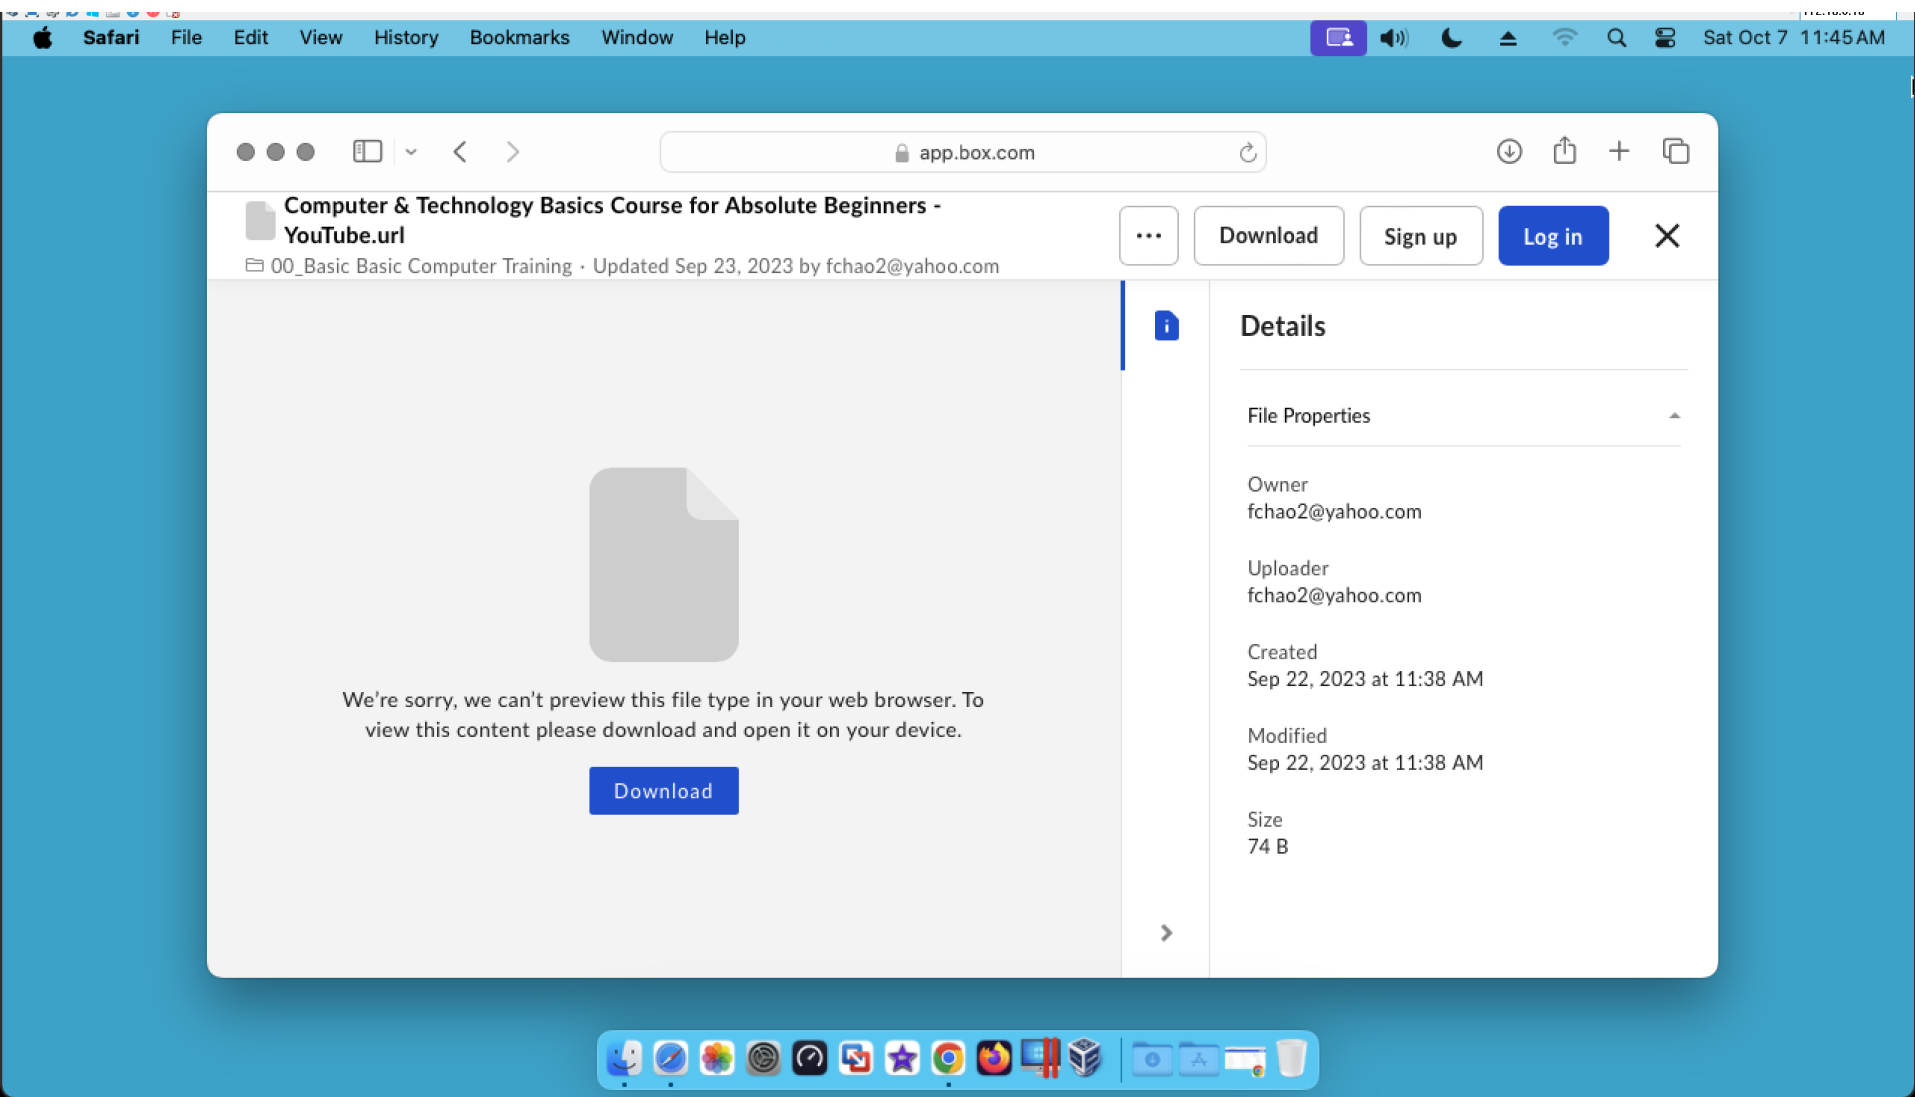 Safari File Edit View History Bookmarks Window Help Sat Oct 7 11:45 AM
app.box.com
Computer & Technology Basics Course for Absolute Beginners -
YouTube.url
00_Basic Basic Computer Training · Updated Sep 23, 2023 by fchao2@yahoo.com
Download Sign up Log in
Details
File Properties
Owner
fchao2@yahoo.com
Uploader
fchao2@yahoo.com
Created
Sep 22, 2023 at 11:38 AM
Modified
Sep 22, 2023 at 11:38 AM
Size
74 B
We're sorry, we can't preview this file type in your web browser. To
view this content please download and open it on your device.
Download